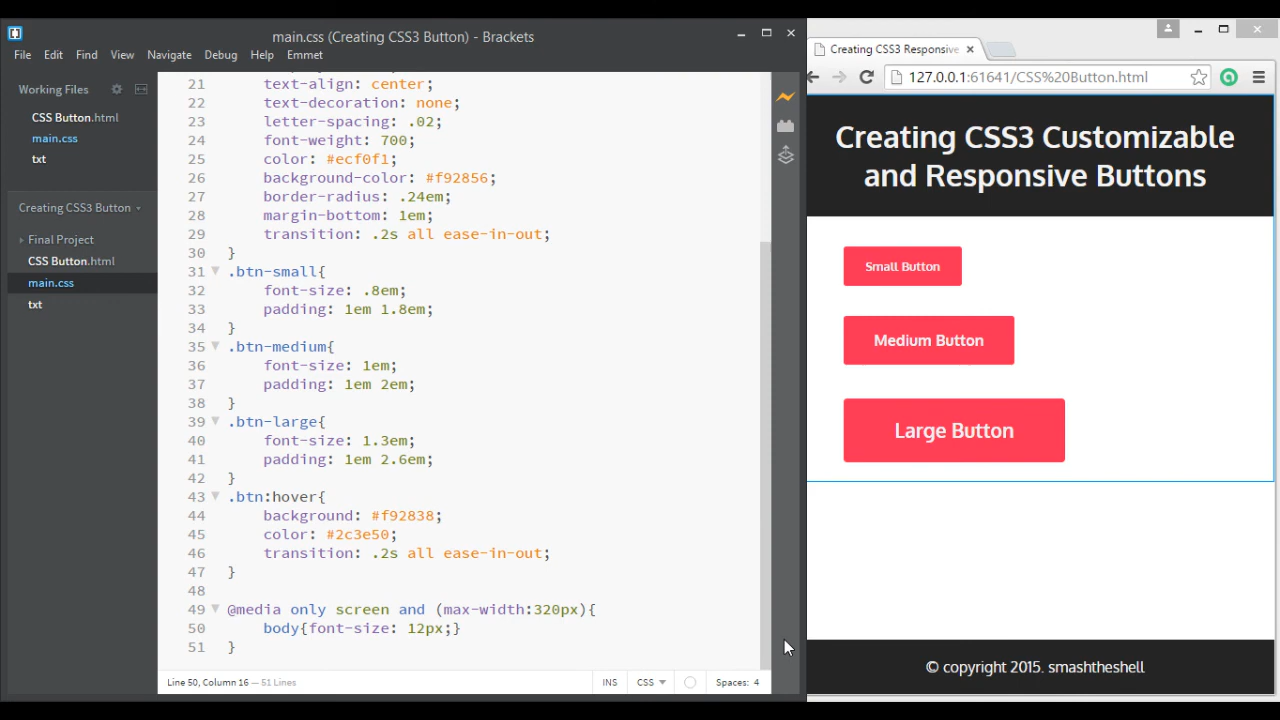 main.css (Creating CSS3 Button) - Brackets
File Edit Find View Navigate Debug Help Emmet
Working Files
CSS Button.html
main.css
txt
Creating CSS3 Button
Final Project
CSS Button.html
main.css
txt
21 text-align: center;
22 text-decoration: none;
23 letter-spacing: .02;
24 font-weight: 700;
25 color: #ecf0f1;
26 background-color: #f92856;
27 border-radius: .24em;
28 margin-bottom: 1em;
29 transition: .2s all ease-in-out;
30 }
31 .btn-small{
32 font-size: .8em;
33 padding: 1em 1.8em;
34 }
35 .btn-medium{
36 font-size: 1em;
37 padding: 1em 2em;
38 }
39 .btn-large{
40 font-size: 1.3em;
41 padding: 1em 2.6em;
42 }
43 .btn:hover{
44 background: #f92838;
45 color: #2c3e50;
46 transition: .2s all ease-in-out;
47 }
48
49 @media only screen and (max-width:320px){
50 body{font-size: 12px;}
51 }
Line 50, Column 16 — 51 Lines
INS CSS Spaces: 4
Creating CSS3 Responsive
127.0.0.1:61641/CSS%20Button.html
Creating CSS3 Customizable
and Responsive Buttons
Small Button
Medium Button
Large Button
© copyright 2015. smashtheshell